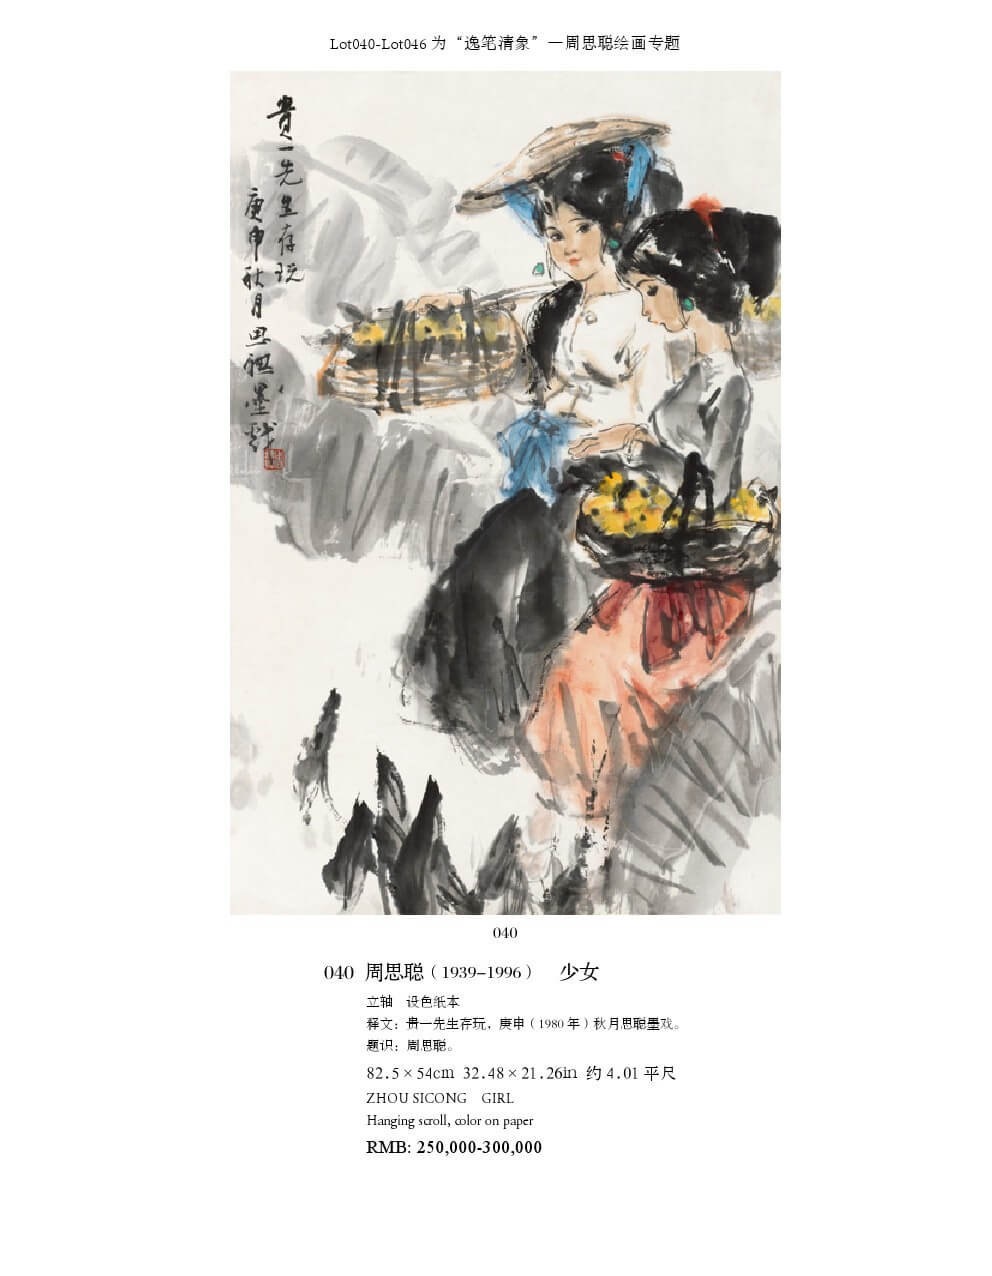 Lot040-Lot046 为“逸笔清象”—周思聪绘画专题
贵一先生存玩
庚申秋月思聪墨戏
040
040 周思聪（1939–1996） 少女
立轴 设色纸本
释文：贵一先生存玩，庚申（1980 年）秋月思聪墨戏。
题识：周思聪。
82.5×54cm 32.48×21.26in 约 4.01 平尺
ZHOU SICONG GIRL
Hanging scroll, color on paper
RMB: 250,000-300,000